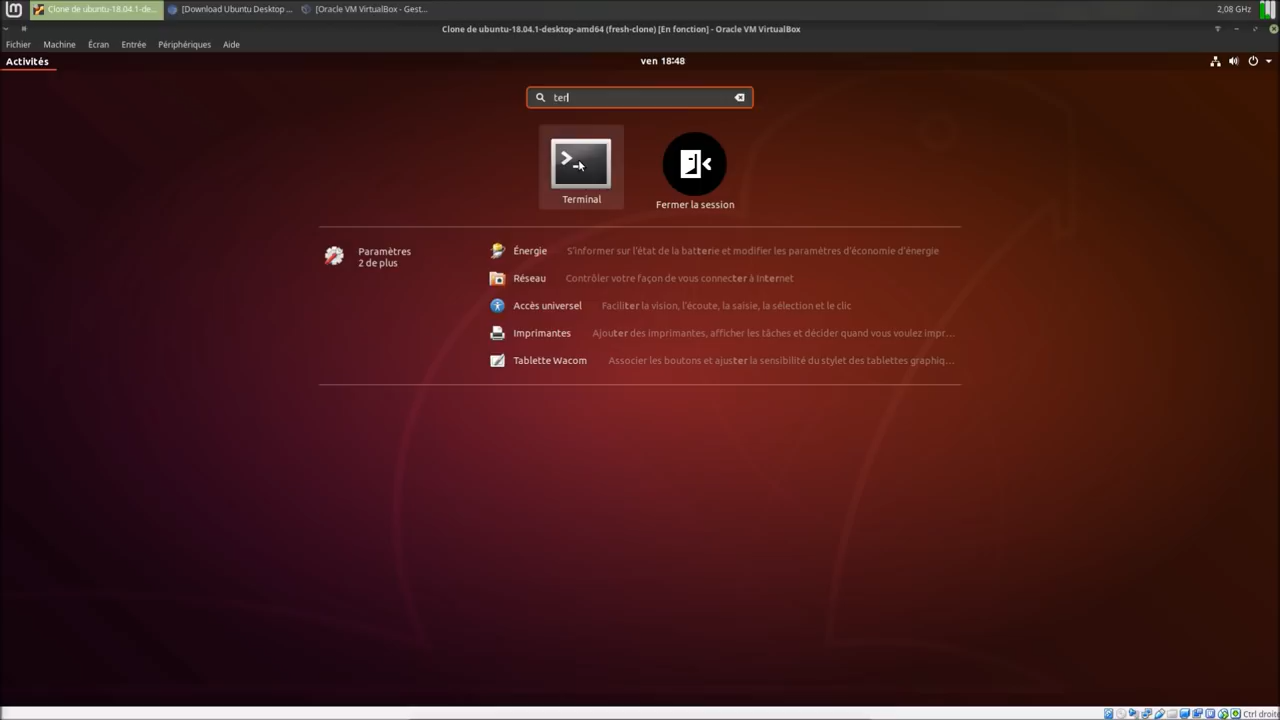 Clone de ubuntu-18.04.1-de...
[Download Ubuntu Desktop ...
[Oracle VM VirtualBox - Gest...
2,08 GHz
Clone de ubuntu-18.04.1-desktop-amd64 (fresh-clone) [En fonction] - Oracle VM VirtualBox
Fichier Machine Écran Entrée Périphériques Aide
Activités
ven 18:48
ter
Terminal
Fermer la session
Paramètres
2 de plus
Énergie S'informer sur l'état de la batterie et modifier les paramètres d'économie d'énergie
Réseau Contrôler votre façon de vous connecter à Internet
Accès universel Faciliter la vision, l'écoute, la saisie, la sélection et le clic
Imprimantes Ajouter des imprimantes, afficher les tâches et décider quand vous voulez impr...
Tablette Wacom Associer les boutons et ajuster la sensibilité du stylet des tablettes graphiq...
Ctrl droite